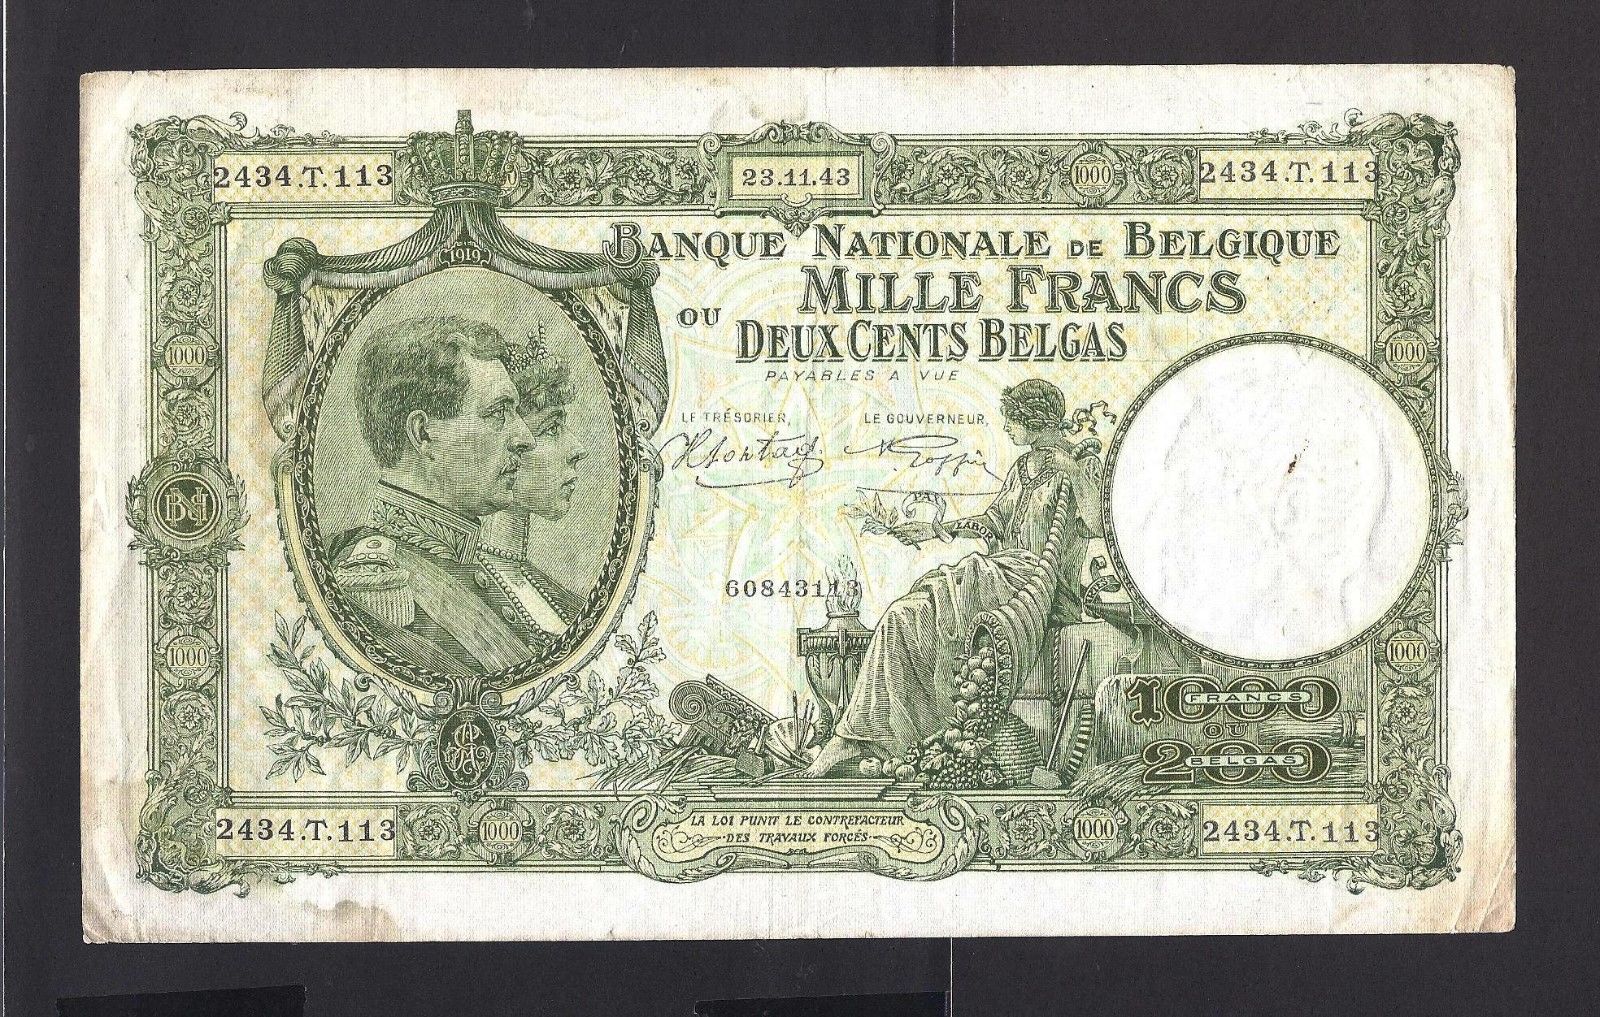 2434.T.113
23.11.43
1000
2434.T.113
1919
BANQUE NATIONALE DE BELGIQUE
MILLE FRANCS
OU DEUX CENTS BELGAS
PAYABLES A VUE
1000
1000
LE TRÉSORIER, LE GOUVERNEUR,
PAX
LABOR
60843113
1000
1000
1000
FRANCS
OU
200
BELGAS
2434.T.113
1000
LA LOI PUNIT LE CONTREFACTEUR
DES TRAVAUX FORCÉS
1000
2434.T.113